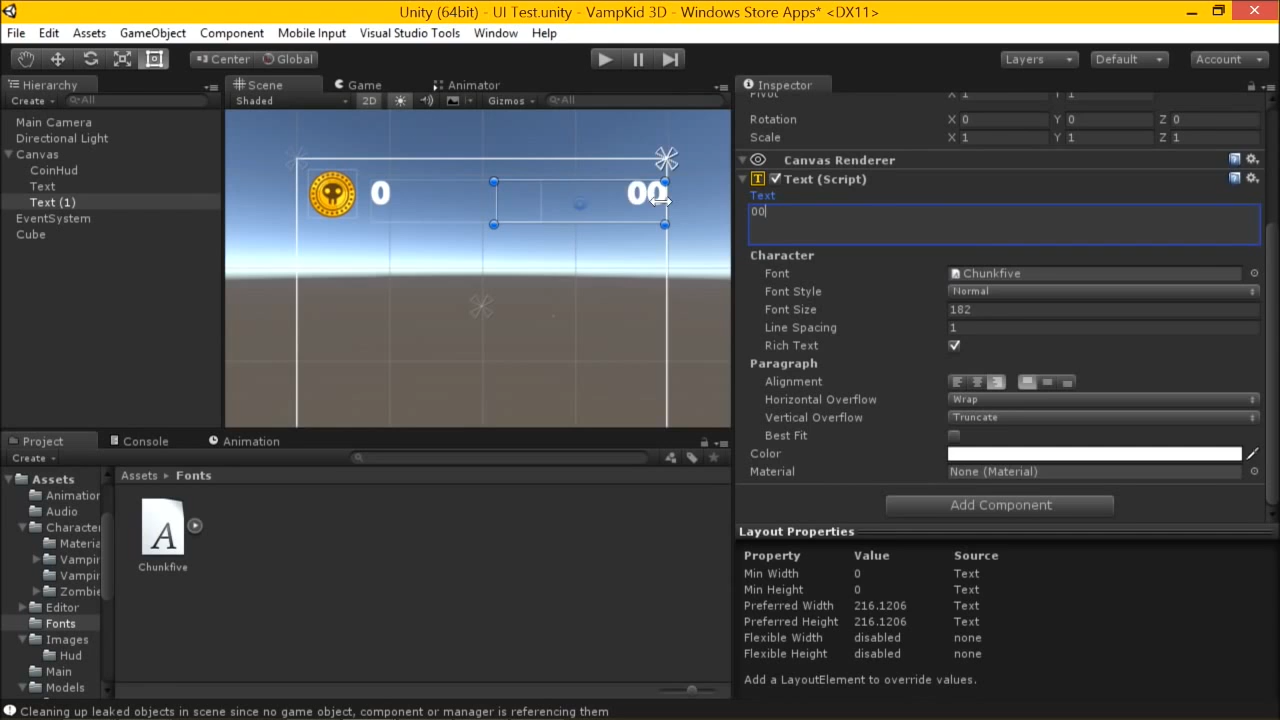 Unity (64bit) - UI Test.unity - VampKid 3D - Windows Store Apps* <DX11>
File Edit Assets GameObject Component Mobile Input Visual Studio Tools Window Help
Center Global Layers Default Account
Hierarchy Scene Game Animator Inspector
Create All Shaded 2D Gizmos All
Pivot X 1 Y 1
Rotation X 0 Y 0 Z 0
Scale X 1 Y 1 Z 1
Main Camera
Directional Light
Canvas
CoinHud
Text
Text (1)
EventSystem
Cube
0 00
Canvas Renderer
Text (Script)
Text
00
Character
Font Chunkfive
Font Style Normal
Font Size 182
Line Spacing 1
Rich Text
Paragraph
Alignment
Horizontal Overflow Wrap
Vertical Overflow Truncate
Best Fit
Color
Material None (Material)
Add Component
Layout Properties
Property Value Source
Min Width 0 Text
Min Height 0 Text
Preferred Width 216.1206 Text
Preferred Height 216.1206 Text
Flexible Width disabled none
Flexible Height disabled none
Add a LayoutElement to override values.
Project Console Animation
Create
Assets Assets ▸ Fonts
Animation
Audio
Character
Materia
Vampir
Vampir
Zombie
Editor
Fonts
Images
Hud
Main
Models
Chunkfive
Cleaning up leaked objects in scene since no game object, component or manager is referencing them